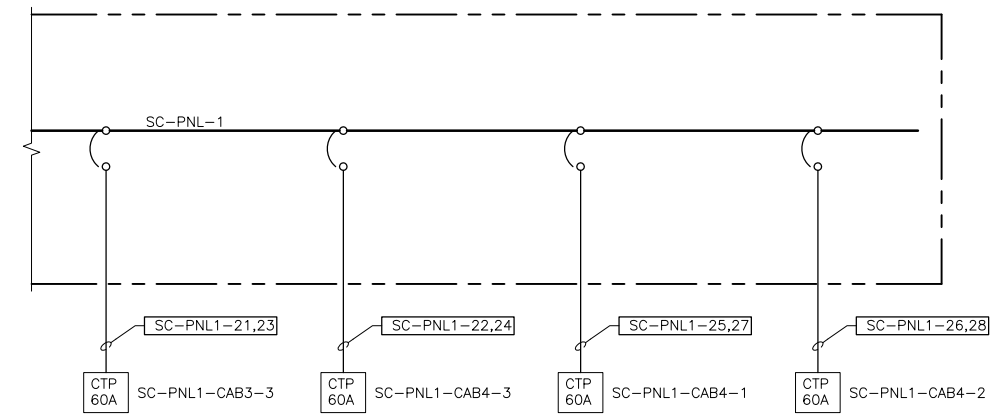 SC-PNL-1
SC-PNL1-21,23
SC-PNL1-22,24
SC-PNL1-25,27
SC-PNL1-26,28
CTP
60A
SC-PNL1-CAB3-3
CTP
60A
SC-PNL1-CAB4-3
CTP
60A
SC-PNL1-CAB4-1
CTP
60A
SC-PNL1-CAB4-2